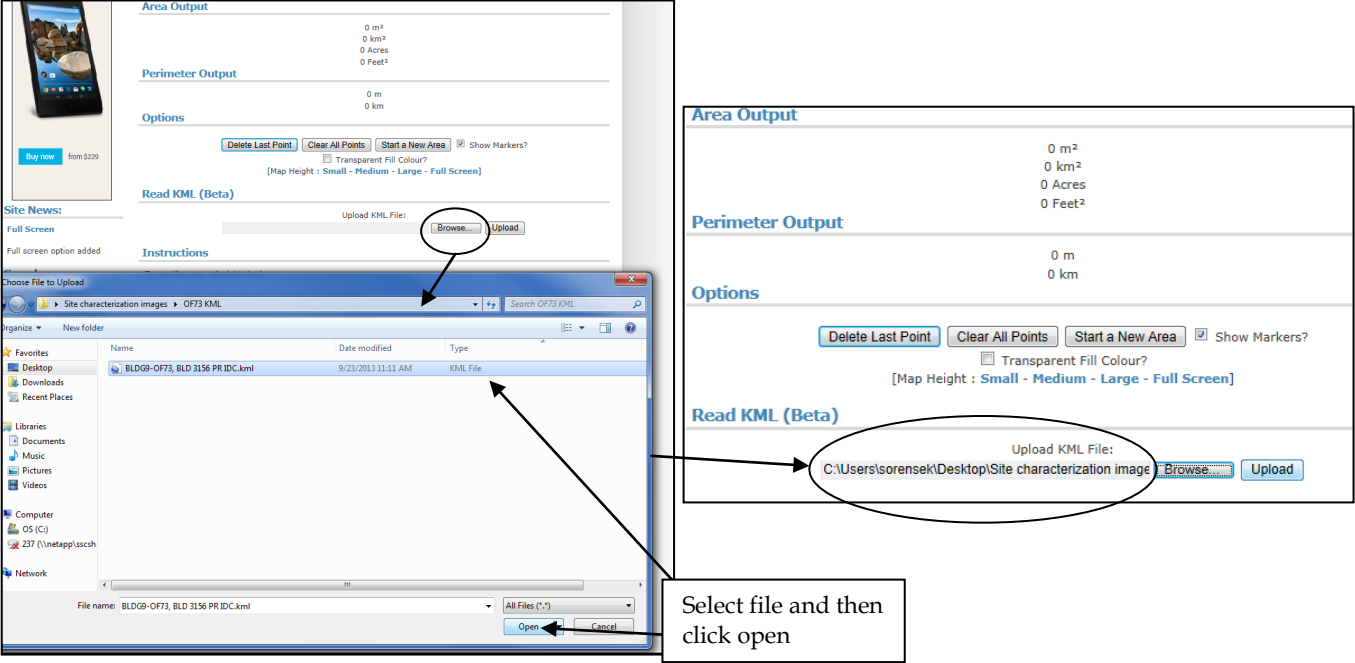 Area Output
0 m²
0 km²
0 Acres
0 Feet²
Perimeter Output
0 m
0 km
Options
Delete Last Point Clear All Points Start a New Area Show Markers?
Transparent Fill Colour?
[Map Height : Small - Medium - Large - Full Screen]
Read KML (Beta)
Upload KML File:
Browse... Upload
Instructions
Buy now from $229
Site News:
Full Screen
Full screen option added
Choose File to Upload
Site characterization images OF73 KML
Search OF73 KML
Organize New folder
Name Date modified Type
BLDG9-OF73, BLD 3156 PR IDC.kml 9/23/2013 11:11 AM KML File
Favorites
Desktop
Downloads
Recent Places
Libraries
Documents
Music
Pictures
Videos
Computer
OS (C:)
237 (\\netapp\sscsh
Network
File name: BLDG9-OF73, BLD 3156 PR IDC.kml All Files (*.*)
Open Cancel
Select file and then
click open
Area Output
0 m²
0 km²
0 Acres
0 Feet²
Perimeter Output
0 m
0 km
Options
Delete Last Point Clear All Points Start a New Area Show Markers?
Transparent Fill Colour?
[Map Height : Small - Medium - Large - Full Screen]
Read KML (Beta)
Upload KML File:
C:\Users\sorensek\Desktop\Site characterization image Browse... Upload